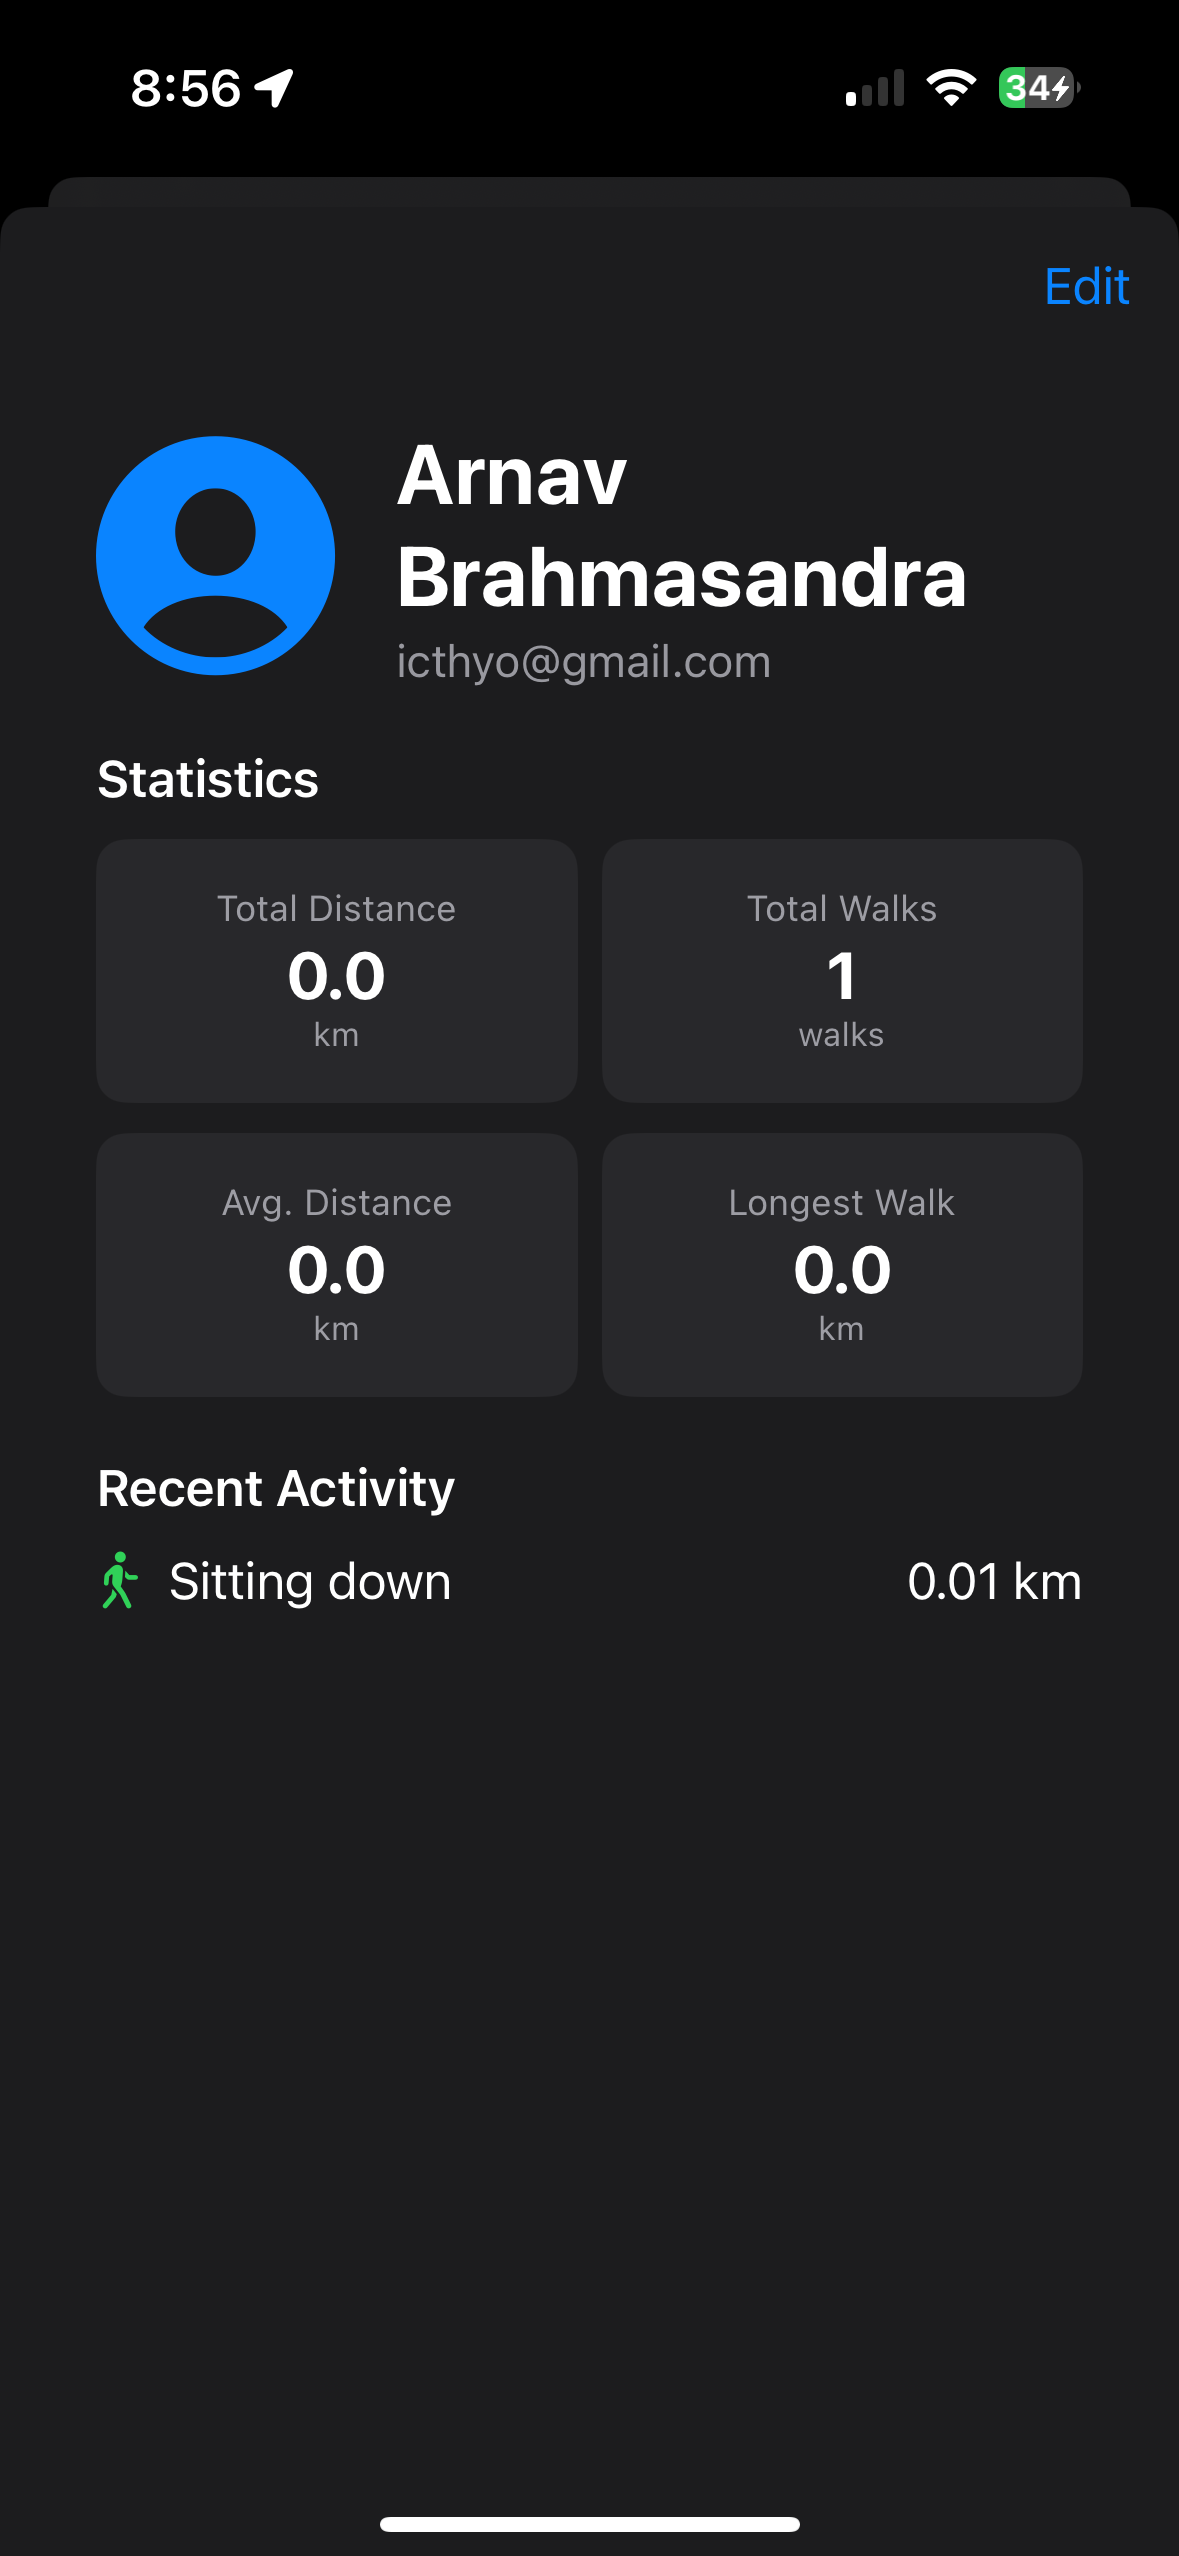 8:56
34
Edit
Arnav
Brahmasandra
icthyo@gmail.com
Statistics
Total Distance
0.0
km
Total Walks
1
walks
Avg. Distance
0.0
km
Longest Walk
0.0
km
Recent Activity
Sitting down 0.01 km